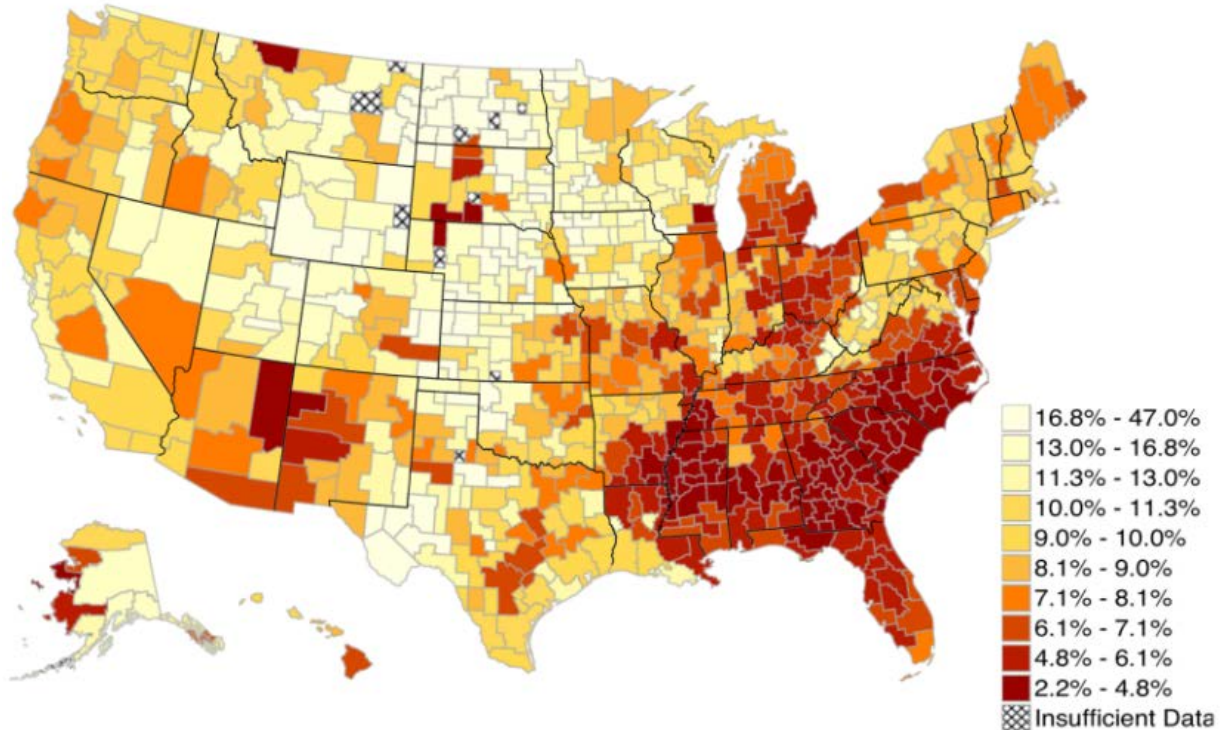 16.8% - 47.0%
13.0% - 16.8%
11.3% - 13.0%
10.0% - 11.3%
9.0% - 10.0%
8.1% - 9.0%
7.1% - 8.1%
6.1% - 7.1%
4.8% - 6.1%
2.2% - 4.8%
Insufficient Data